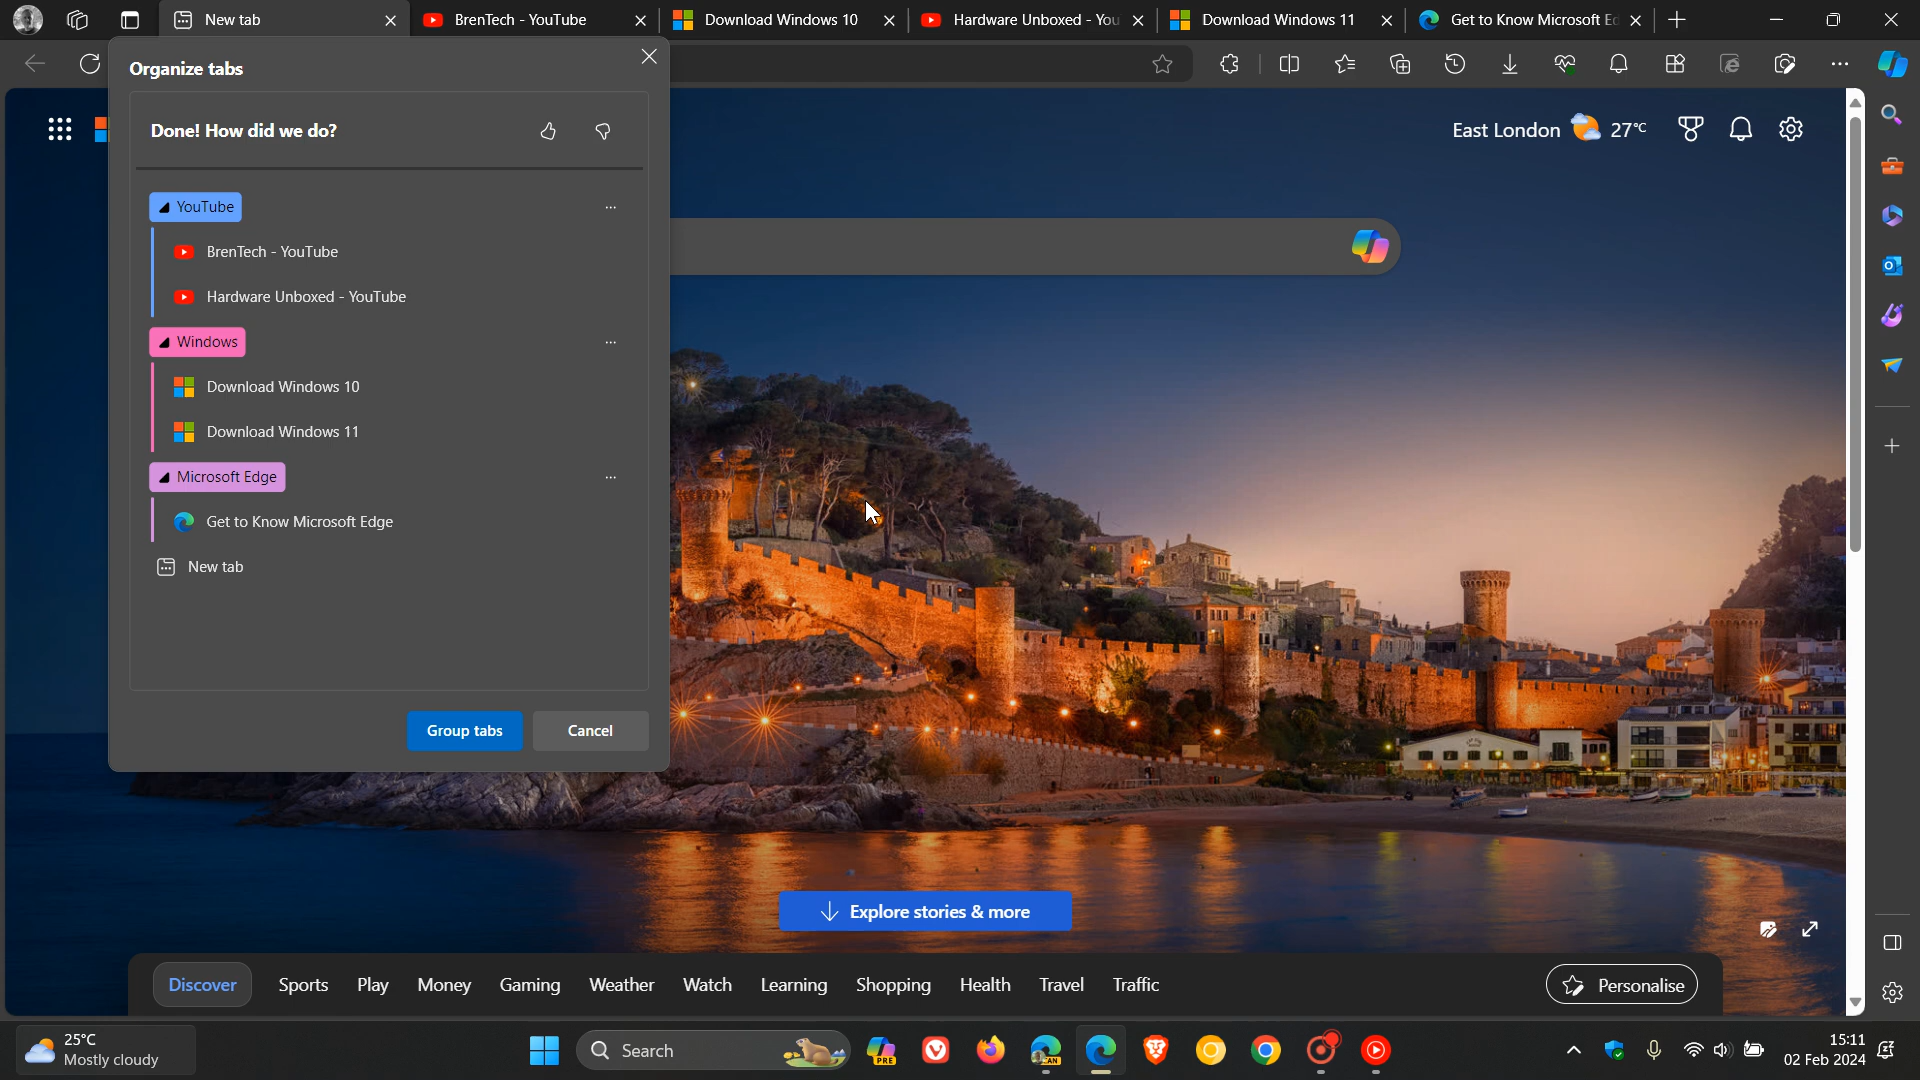 New tab
BrenTech - YouTube
Download Windows 10
Hardware Unboxed - You
Download Windows 11
Get to Know Microsoft Ed
Organize tabs
Done! How did we do?
YouTube
BrenTech - YouTube
Hardware Unboxed - YouTube
Windows
Download Windows 10
Download Windows 11
Microsoft Edge
Get to Know Microsoft Edge
New tab
Group tabs
Cancel
East London
27°C
Explore stories & more
Discover
Sports
Play
Money
Gaming
Weather
Watch
Learning
Shopping
Health
Travel
Traffic
Personalise
25°C
Mostly cloudy
Search
PRE
CAN
15:11
02 Feb 2024